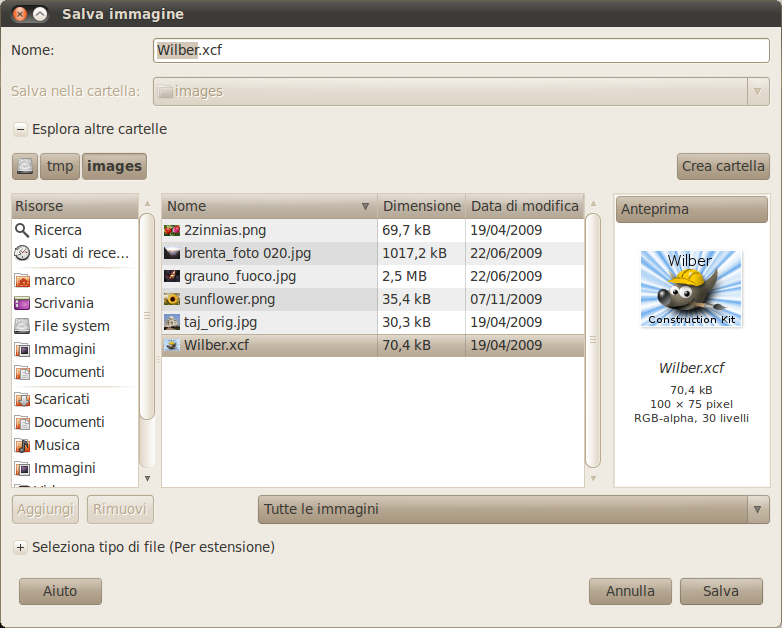 Salva immagine
Nome: Wilber.xcf
Salva nella cartella: images
Esplora altre cartelle
tmp images Crea cartella
Risorse
Ricerca
Usati di rece...
marco
Scrivania
File system
Immagini
Documenti
Scaricati
Documenti
Musica
Immagini
Nome Dimensione Data di modifica
2zinnias.png 69,7 kB 19/04/2009
brenta_foto 020.jpg 1017,2 kB 22/06/2009
grauno_fuoco.jpg 2,5 MB 22/06/2009
sunflower.png 35,4 kB 07/11/2009
taj_orig.jpg 30,3 kB 19/04/2009
Wilber.xcf 70,4 kB 19/04/2009
Anteprima
Wilber
Construction Kit
Wilber.xcf
70,4 kB
100 × 75 pixel
RGB-alpha, 30 livelli
Aggiungi Rimuovi Tutte le immagini
Seleziona tipo di file (Per estensione)
Aiuto Annulla Salva